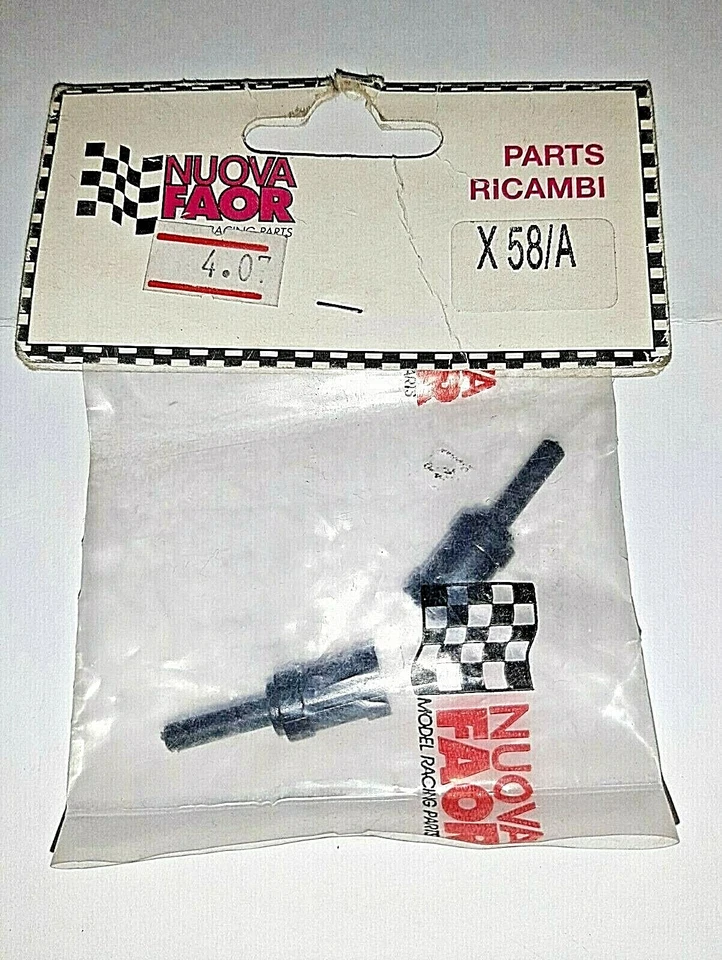 NUOVA
FAOR
RACING PARTS
4.07
PARTS
RICAMBI
X 58/A
NUOVA
FAOR
MODEL RACING PARTS